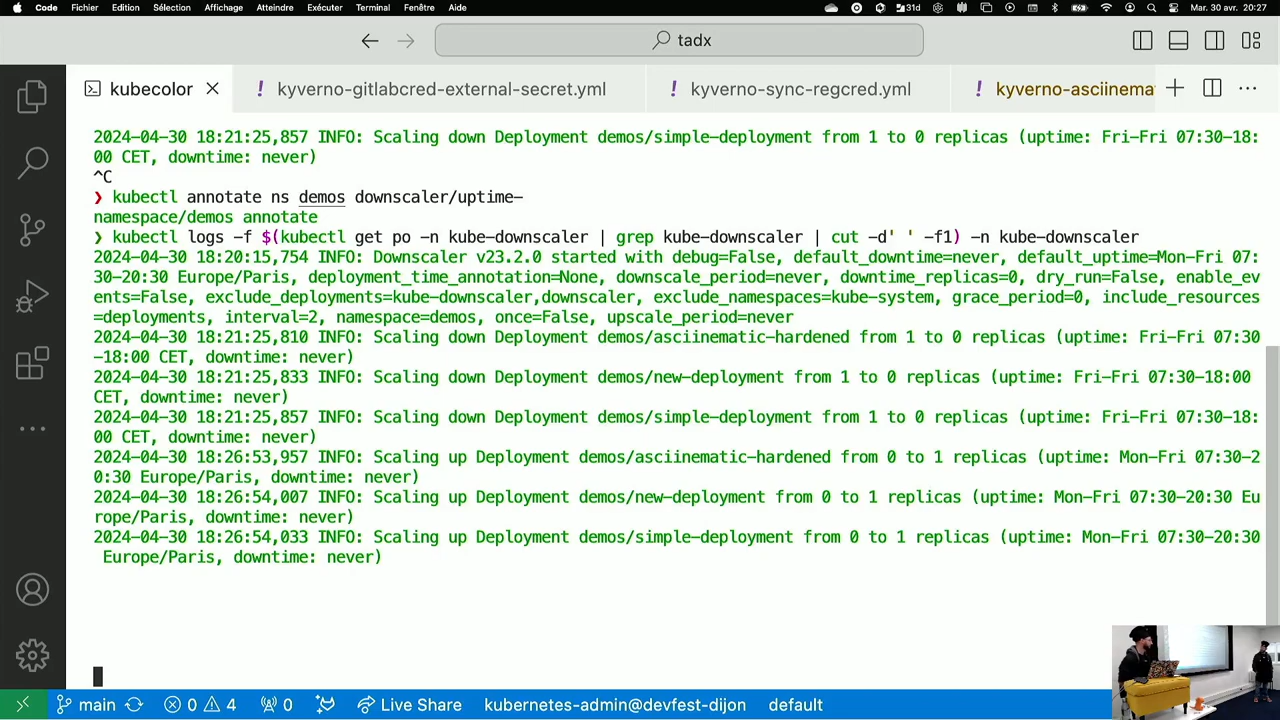 Code Fichier Édition Sélection Affichage Atteindre Exécuter Terminal Fenêtre Aide 31d Mar. 30 avr. 20:27
tadx
kubecolor kyverno-gitlabcred-external-secret.yml kyverno-sync-regcred.yml kyverno-asciinema
2024-04-30 18:21:25,857 INFO: Scaling down Deployment demos/simple-deployment from 1 to 0 replicas (uptime: Fri-Fri 07:30-18:
00 CET, downtime: never)
^C
❯ kubectl annotate ns demos downscaler/uptime-
namespace/demos annotate
❯ kubectl logs -f $(kubectl get po -n kube-downscaler | grep kube-downscaler | cut -d' ' -f1) -n kube-downscaler
2024-04-30 18:20:15,754 INFO: Downscaler v23.2.0 started with debug=False, default_downtime=never, default_uptime=Mon-Fri 07:
30-20:30 Europe/Paris, deployment_time_annotation=None, downscale_period=never, downtime_replicas=0, dry_run=False, enable_ev
ents=False, exclude_deployments=kube-downscaler,downscaler, exclude_namespaces=kube-system, grace_period=0, include_resources
=deployments, interval=2, namespace=demos, once=False, upscale_period=never
2024-04-30 18:21:25,810 INFO: Scaling down Deployment demos/asciinematic-hardened from 1 to 0 replicas (uptime: Fri-Fri 07:30
-18:00 CET, downtime: never)
2024-04-30 18:21:25,833 INFO: Scaling down Deployment demos/new-deployment from 1 to 0 replicas (uptime: Fri-Fri 07:30-18:00
CET, downtime: never)
2024-04-30 18:21:25,857 INFO: Scaling down Deployment demos/simple-deployment from 1 to 0 replicas (uptime: Fri-Fri 07:30-18:
00 CET, downtime: never)
2024-04-30 18:26:53,957 INFO: Scaling up Deployment demos/asciinematic-hardened from 0 to 1 replicas (uptime: Mon-Fri 07:30-2
0:30 Europe/Paris, downtime: never)
2024-04-30 18:26:54,007 INFO: Scaling up Deployment demos/new-deployment from 0 to 1 replicas (uptime: Mon-Fri 07:30-20:30 Eu
rope/Paris, downtime: never)
2024-04-30 18:26:54,033 INFO: Scaling up Deployment demos/simple-deployment from 0 to 1 replicas (uptime: Mon-Fri 07:30-20:30
Europe/Paris, downtime: never)
main 0 4 0 Live Share kubernetes-admin@devfest-dijon default